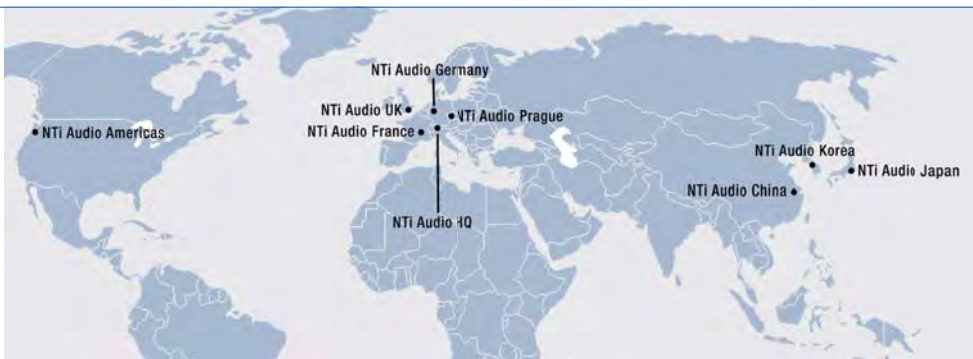 NTi Audio Germany
NTi Audio UK
NTi Audio Prague
NTi Audio Americas
NTi Audio France
NTi Audio Korea
NTi Audio Japan
NTi Audio China
NTi Audio HQ